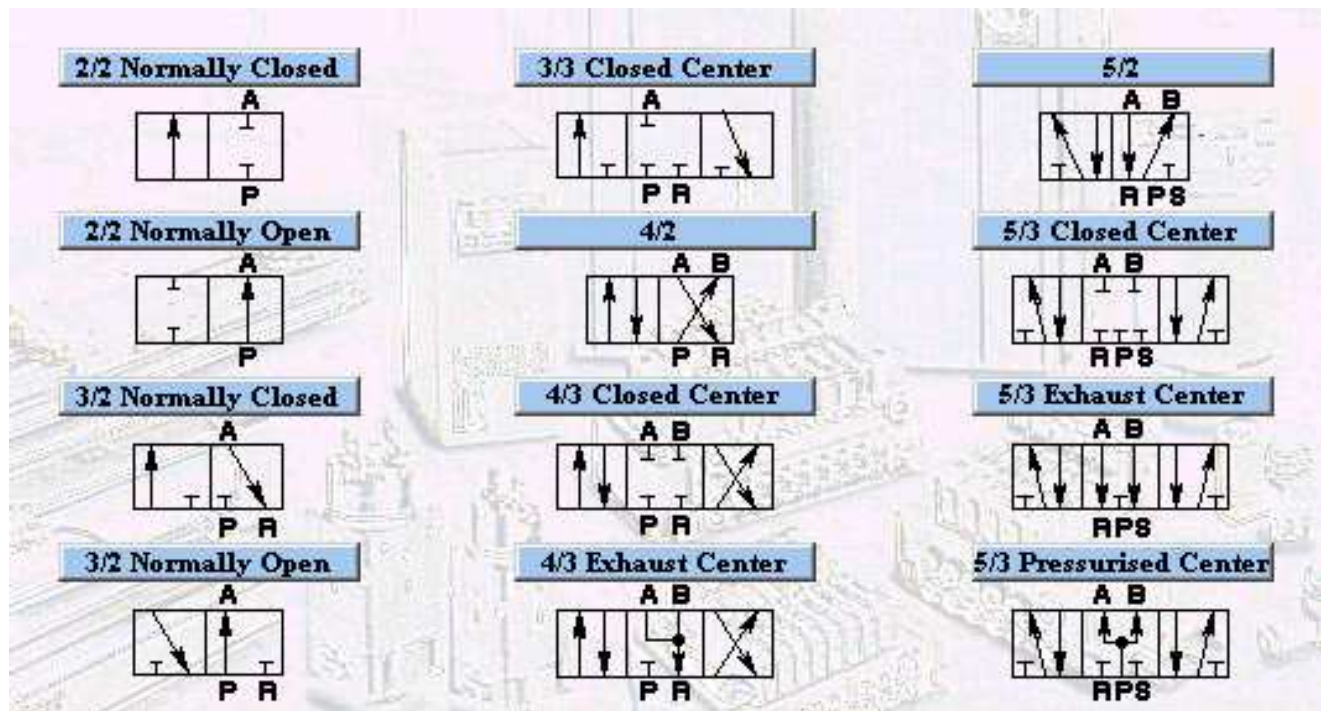 2/2 Normally Closed
A
P
2/2 Normally Open
A
P
3/2 Normally Closed
A
P R
3/2 Normally Open
A
P R
3/3 Closed Center
A
P R
4/2
A B
P R
4/3 Closed Center
A B
P R
4/3 Exhaust Center
A B
P R
5/2
A B
R P S
5/3 Closed Center
A B
R P S
5/3 Exhaust Center
A B
R P S
5/3 Pressurised Center
A B
R P S